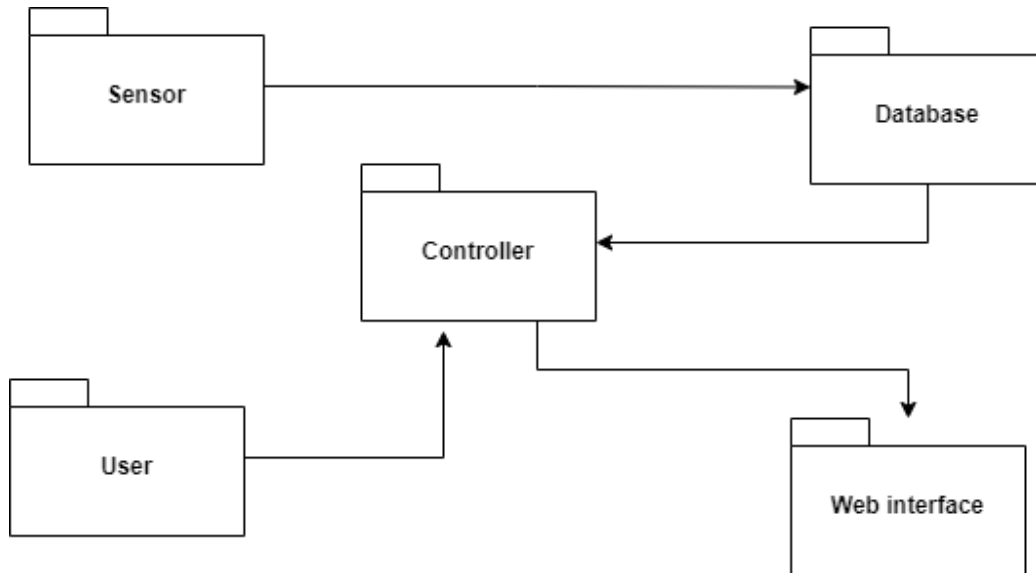 Sensor
Database
Controller
User
Web interface